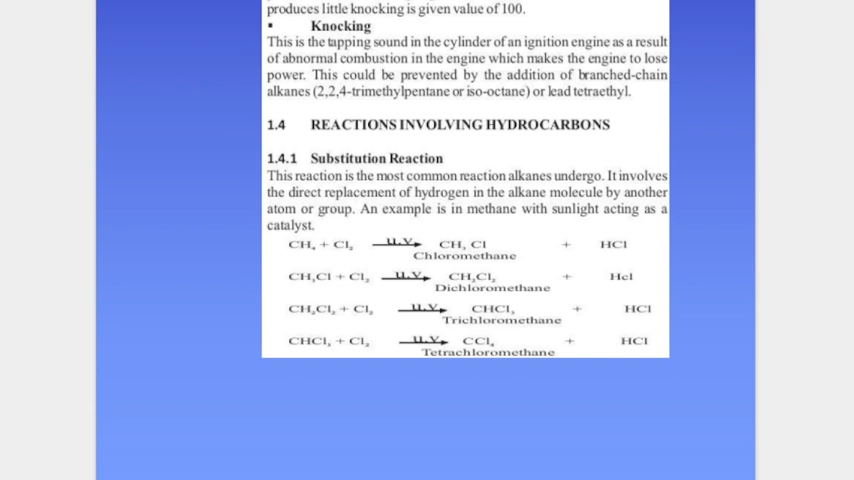 produces little knocking is given value of 100.
▪ Knocking
This is the tapping sound in the cylinder of an ignition engine as a result
of abnormal combustion in the engine which makes the engine to lose
power. This could be prevented by the addition of branched-chain
alkanes (2,2,4-trimethylpentane or iso-octane) or lead tetraethyl.
1.4 REACTIONS INVOLVING HYDROCARBONS
1.4.1 Substitution Reaction
This reaction is the most common reaction alkanes undergo. It involves
the direct replacement of hydrogen in the alkane molecule by another
atom or group. An example is in methane with sunlight acting as a
catalyst.
CH₄ + Cl₂ u.v→ CH₃ Cl + HCl
Chloromethane
CH₃Cl + Cl₂ u.v→ CH₂Cl₂ + Hcl
Dichloromethane
CH₂Cl₂ + Cl₂ u.v→ CHCl₃ + HCl
Trichloromethane
CHCl₃ + Cl₂ u.v→ CCl₄ + HCl
Tetrachloromethane